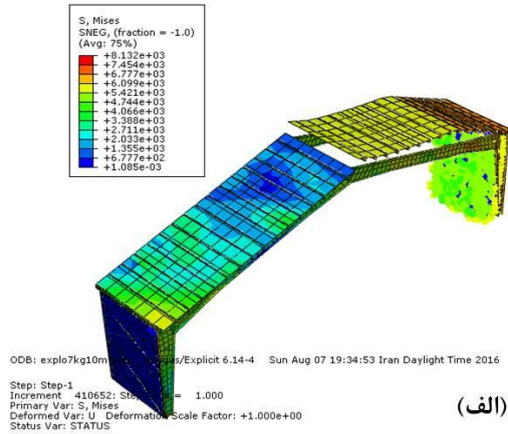 S, Mises
SNEG, (fraction = -1.0)
(Avg: 75%)
+8.132e+03
+7.454e+03
+6.777e+03
+6.099e+03
+5.421e+03
+4.744e+03
+4.066e+03
+3.388e+03
+2.711e+03
+2.033e+03
+1.355e+03
+6.777e+02
+1.085e-03
ODB: explo7kg10m /Explicit 6.14-4 Sun Aug 07 19:34:53 Iran Daylight Time 2016
Step: Step-1
Increment 410652: = 1.000
Primary Var: S, Mises
Deformed Var: U Deformation Scale Factor: +1.000e+00
Status Var: STATUS
(الف)